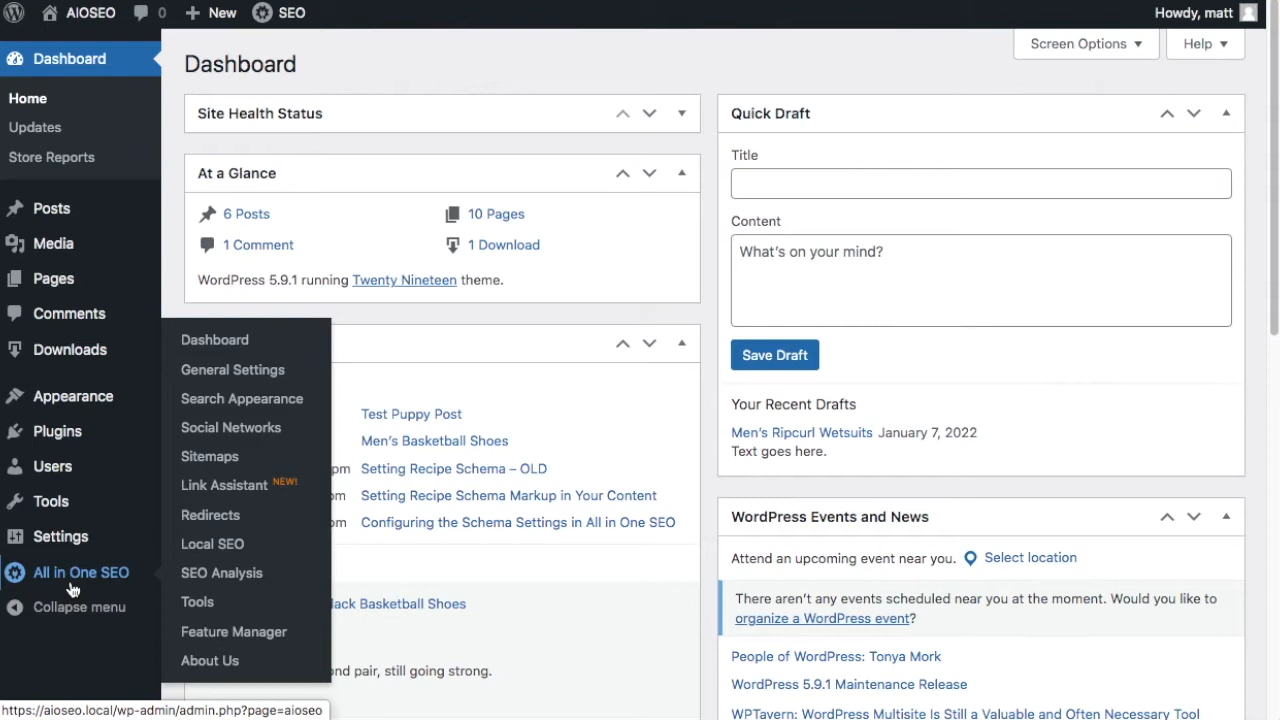 AIOSEO 0 New SEO Howdy, matt
Dashboard
Home
Updates
Store Reports
Posts
Media
Pages
Comments
Downloads
Appearance
Plugins
Users
Tools
Settings
All in One SEO
Collapse menu
Dashboard
General Settings
Search Appearance
Social Networks
Sitemaps
Link Assistant NEW!
Redirects
Local SEO
SEO Analysis
Tools
Feature Manager
About Us
Screen Options Help
Dashboard
Site Health Status
At a Glance
6 Posts 10 Pages
1 Comment 1 Download
WordPress 5.9.1 running Twenty Nineteen theme.
Test Puppy Post
Men's Basketball Shoes
pm Setting Recipe Schema – OLD
om Setting Recipe Schema Markup in Your Content
om Configuring the Schema Settings in All in One SEO
lack Basketball Shoes
ond pair, still going strong.
Quick Draft
Title
Content
What's on your mind?
Save Draft
Your Recent Drafts
Men's Ripcurl Wetsuits January 7, 2022
Text goes here.
WordPress Events and News
Attend an upcoming event near you. Select location
There aren't any events scheduled near you at the moment. Would you like to
organize a WordPress event?
People of WordPress: Tonya Mork
WordPress 5.9.1 Maintenance Release
WPTavern: WordPress Multisite Is Still a Valuable and Often Necessary Tool
https://aioseo.local/wp-admin/admin.php?page=aioseo